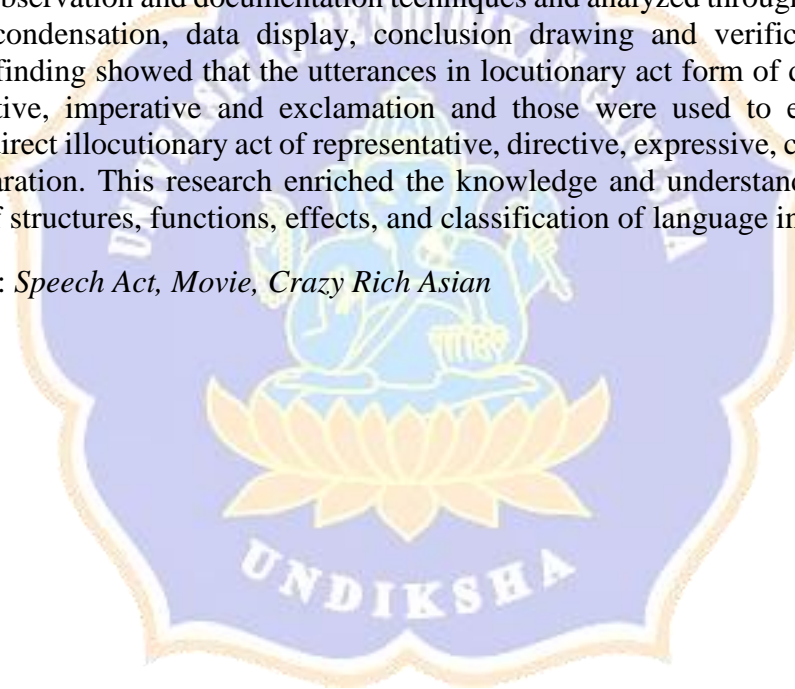 observation and documentation techniques and analyzed through
condensation, data display, conclusion drawing and verific
finding showed that the utterances in locutionary act form of
tive, imperative and exclamation and those were used to e
direct illocutionary act of representative, directive, expressive, c
aration. This research enriched the knowledge and understand
f structures, functions, effects, and classification of language in
: Speech Act, Movie, Crazy Rich Asian
UNIVERSITAS PENDIDIKAN GANESHA
UNDIKSHA